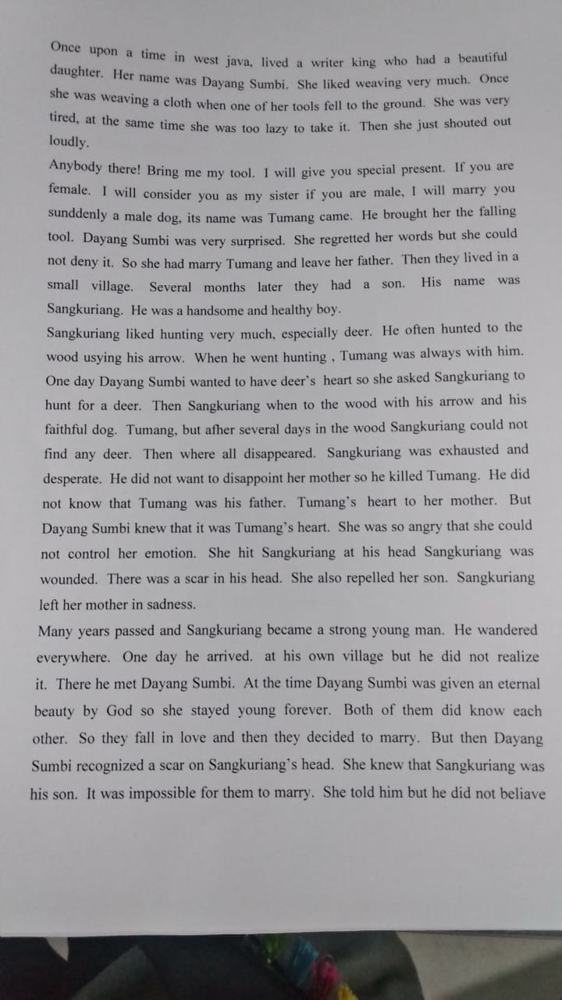 Once upon a time in west java, lived a writer king who had a beautiful
daughter. Her name was Dayang Sumbi. She liked weaving very much. Once
she was weaving a cloth when one of her tools fell to the ground. She was very
tired, at the same time she was too lazy to take it. Then she just shouted out
loudly.
Anybody there! Bring me my tool. I will give you special present. If you are
female. I will consider you as my sister if you are male, I will marry you
sunddenly a male dog, its name was Tumang came. He brought her the falling
tool. Dayang Sumbi was very surprised. She regretted her words but she could
not deny it. So she had marry Tumang and leave her father. Then they lived in a
small village. Several months later they had a son. His name was
Sangkuriang. He was a handsome and healthy boy.
Sangkuriang liked hunting very much, especially deer. He often hunted to the
wood usying his arrow. When he went hunting , Tumang was always with him.
One day Dayang Sumbi wanted to have deer's heart so she asked Sangkuriang to
hunt for a deer. Then Sangkuriang when to the wood with his arrow and his
faithful dog. Tumang, but afher several days in the wood Sangkuriang could not
find any deer. Then where all disappeared. Sangkuriang was exhausted and
desperate. He did not want to disappoint her mother so he killed Tumang. He did
not know that Tumang was his father. Tumang's heart to her mother. But
Dayang Sumbi knew that it was Tumang's heart. She was so angry that she could
not control her emotion. She hit Sangkuriang at his head Sangkuriang was
wounded. There was a scar in his head. She also repelled her son. Sangkuriang
left her mother in sadness.
Many years passed and Sangkuriang became a strong young man. He wandered
everywhere. One day he arrived. at his own village but he did not realize
it. There he met Dayang Sumbi. At the time Dayang Sumbi was given an eternal
beauty by God so she stayed young forever. Both of them did know each
other. So they fall in love and then they decided to marry. But then Dayang
Sumbi recognized a scar on Sangkuriang's head. She knew that Sangkuriang was
his son. It was impossible for them to marry. She told him but he did not beliave